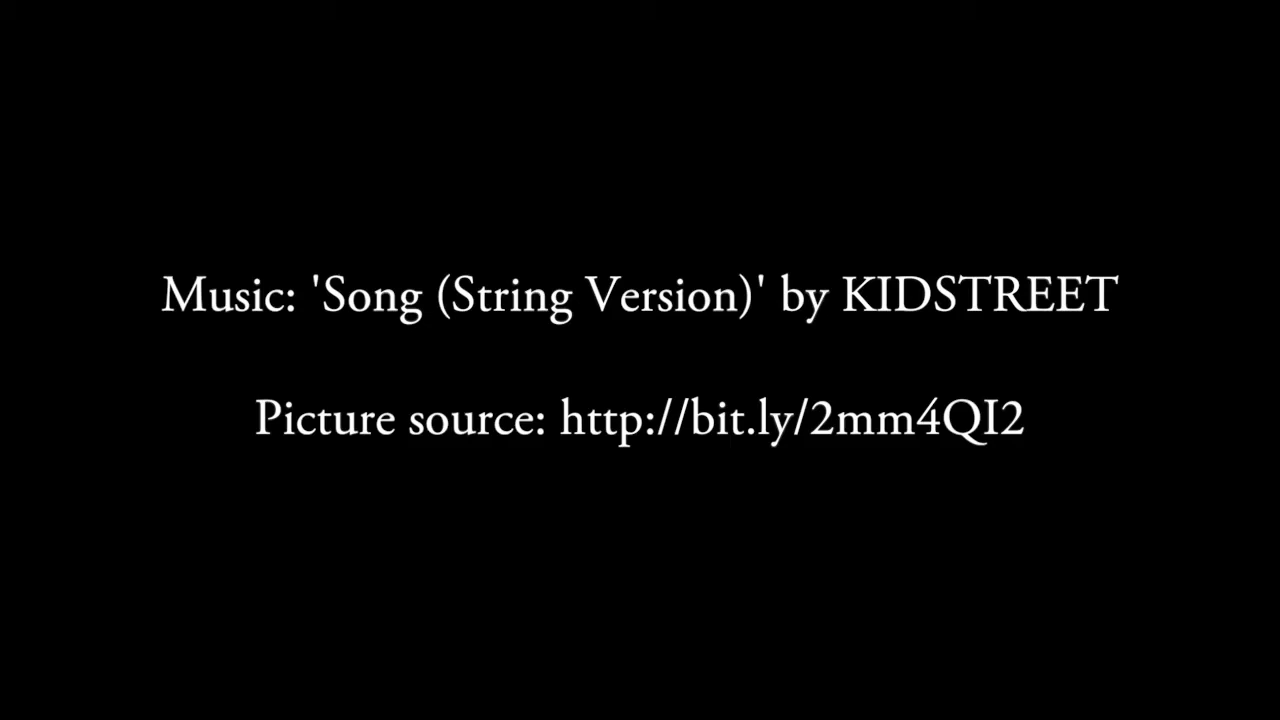 Music: 'Song (String Version)' by KIDSTREET
Picture source: http://bit.ly/2mm4QI2